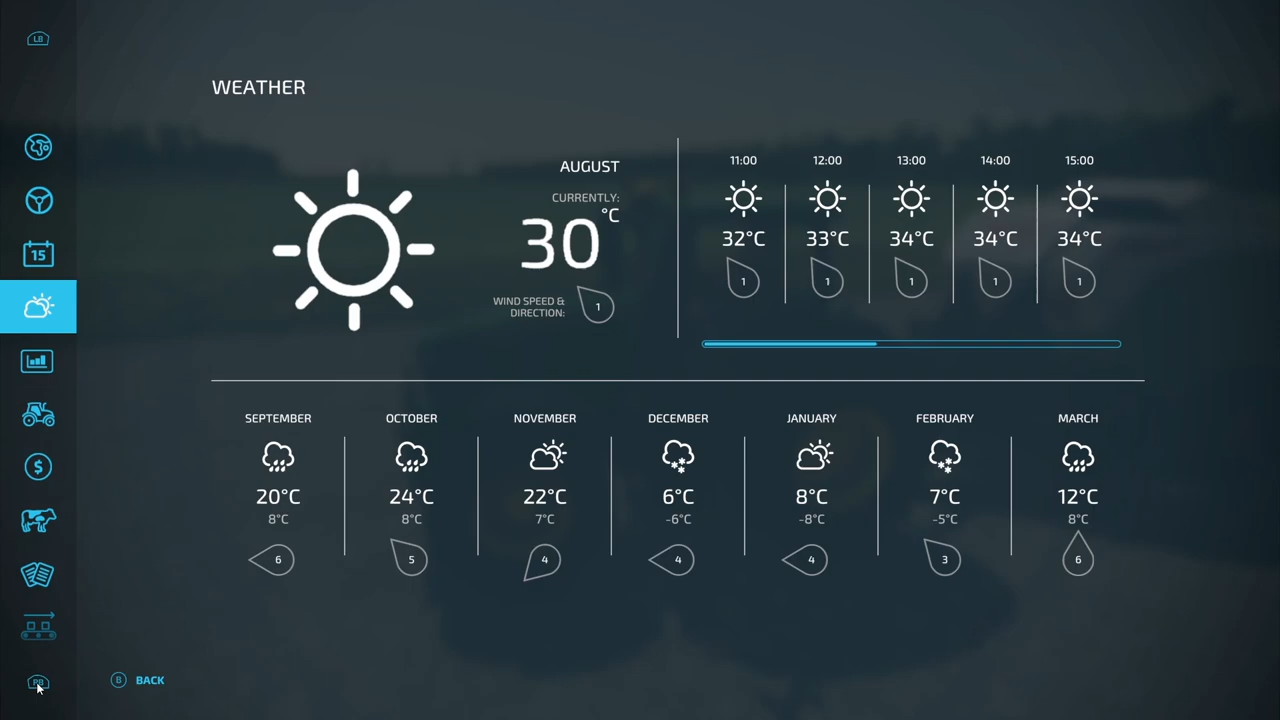 LB
WEATHER
AUGUST
CURRENTLY:
30 °C
WIND SPEED &
DIRECTION:
1
11:00 12:00 13:00 14:00 15:00
32°C 33°C 34°C 34°C 34°C
1 1 1 1 1
15
$
SEPTEMBER OCTOBER NOVEMBER DECEMBER JANUARY FEBRUARY MARCH
20°C 24°C 22°C 6°C 8°C 7°C 12°C
8°C 8°C 7°C -6°C -8°C -5°C 8°C
6 5 4 4 4 3 6
RB
B BACK